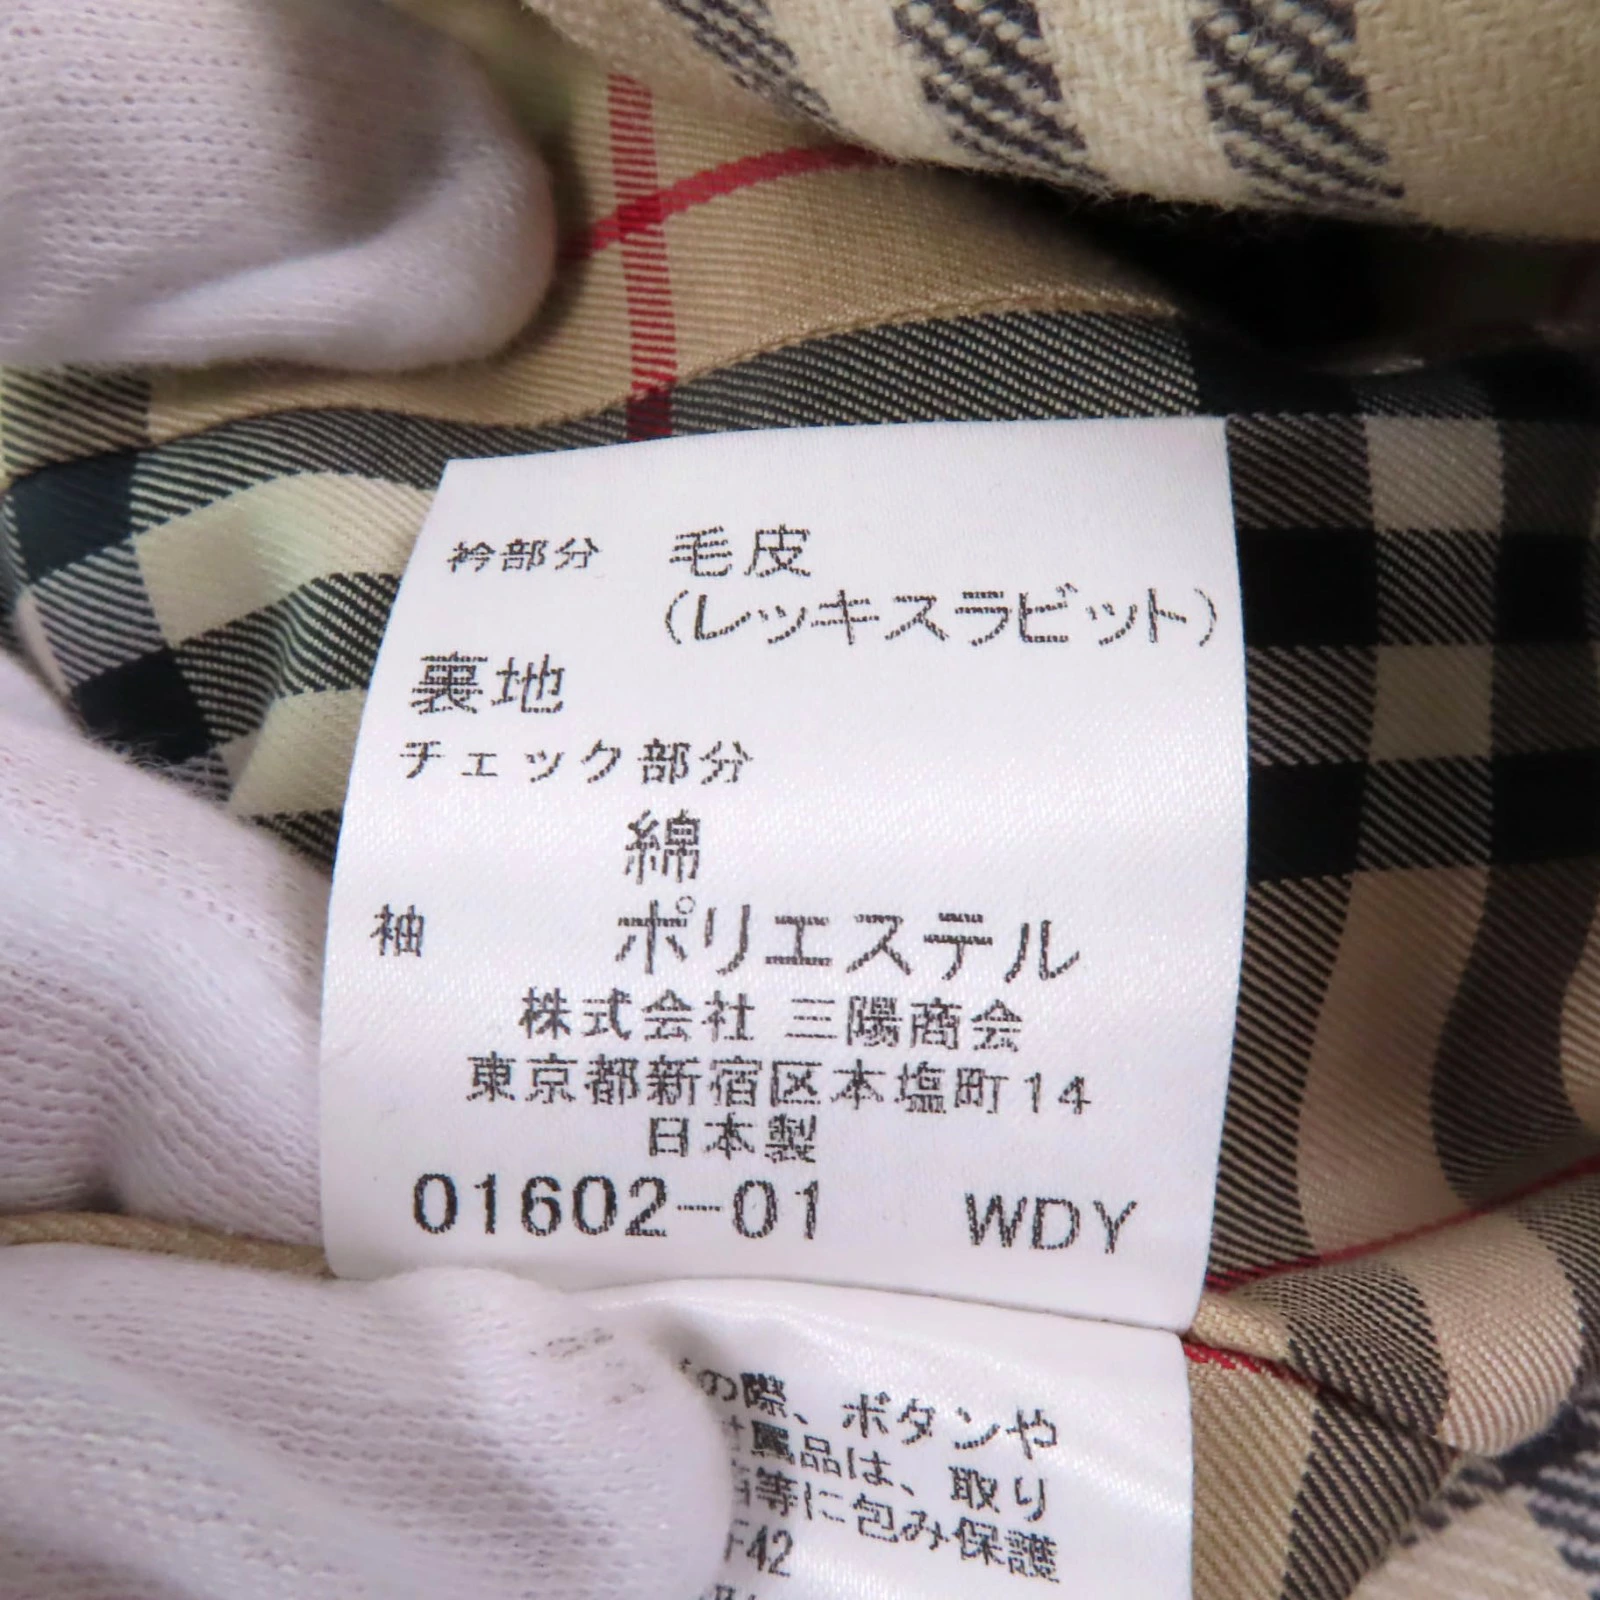 衿部分 毛皮
(レッキスラビット)
裏地
チェック部分
綿
袖 ポリエステル
株式会社 三陽商会
東京都新宿区本塩町14
日本製
01602-01 WDY
の際、ボタンや
属品は、取り
等に包み保護
F42